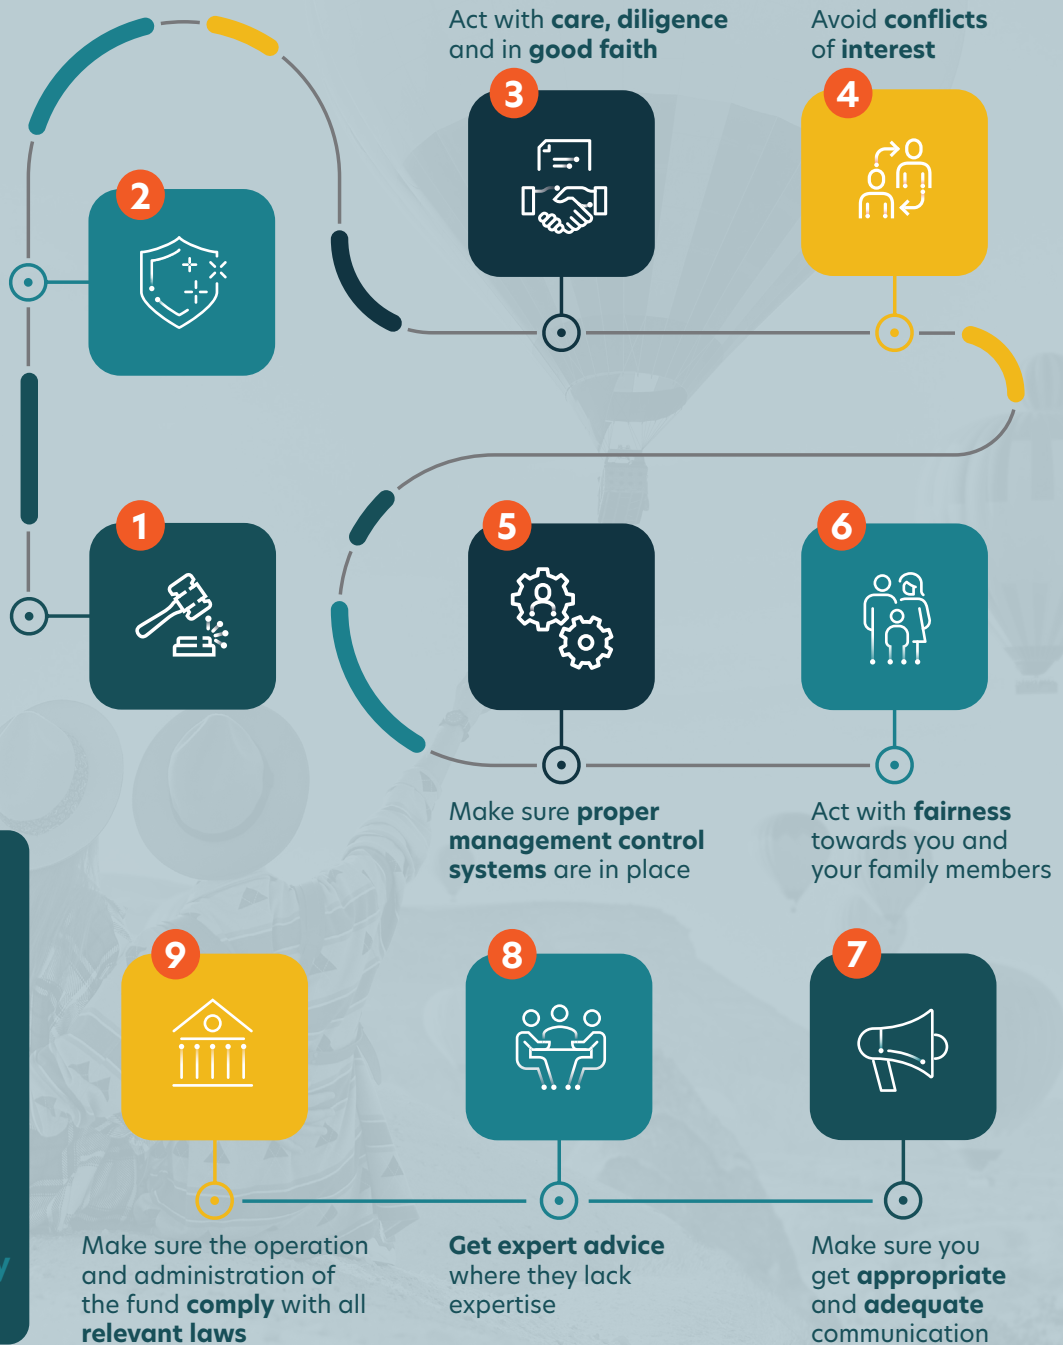 Act with care, diligence
and in good faith
Avoid conflicts
of interest
3
4
2
1
5
6
Make sure proper
management control
systems are in place
Act with fairness
towards you and
your family members
9
8
7
Make sure the operation
and administration of
the fund comply with all
relevant laws
Get expert advice
where they lack
expertise
Make sure you
get appropriate
and adequate
communication
y